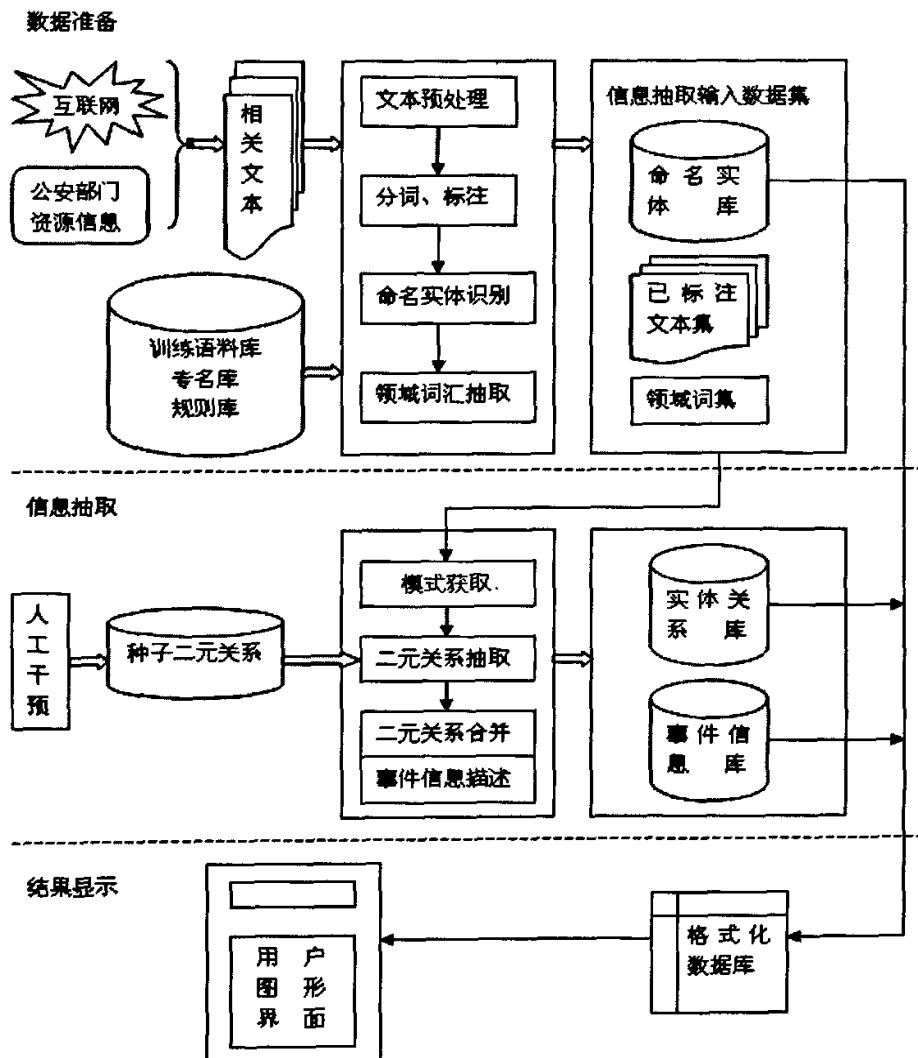 数据准备
互联网
公安部门
资源信息
相
关
文
本
文本预处理
分词、标注
命名实体识别
领域词汇抽取
训练语料库
专名库
规则库
信息抽取输入数据集
命名实
体库
已标注
文本集
领域词集
信息抽取
人
工
干
预
种子二元关系
模式获取.
二元关系抽取
二元关系合并
事件信息描述
实体关
系库
事件信
息库
结果显示
用户
图形
界面
格式化
数据库